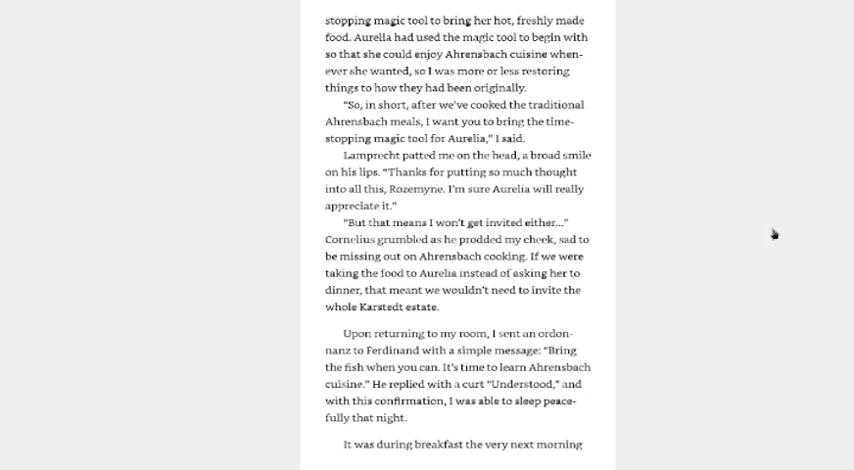 stopping magic tool to bring her hot, freshly made
food. Aurelia had used the magic tool to begin with
so that she could enjoy Ahrensbach cuisine when-
ever she wanted, so I was more or less restoring
things to how they had been originally.
“So, in short, after we’ve cooked the traditional
Ahrensbach meals, I want you to bring the time-
stopping magic tool for Aurelia,” I said.
Lamprecht patted me on the head, a broad smile
on his lips. “Thanks for putting so much thought
into all this, Rozemyne. I’m sure Aurelia will really
appreciate it.”
“But that means I won’t get invited either...”
Cornelius grumbled as he prodded my cheek, sad to
be missing out on Ahrensbach cooking. If we were
taking the food to Aurelia instead of asking her to
dinner, that meant we wouldn’t need to invite the
whole Karstedt estate.
Upon returning to my room, I sent an ordon-
nanz to Ferdinand with a simple message: “Bring
the fish when you can. It’s time to learn Ahrensbach
cuisine.” He replied with a curt “Understood,” and
with this confirmation, I was able to sleep peace-
fully that night.
It was during breakfast the very next morning